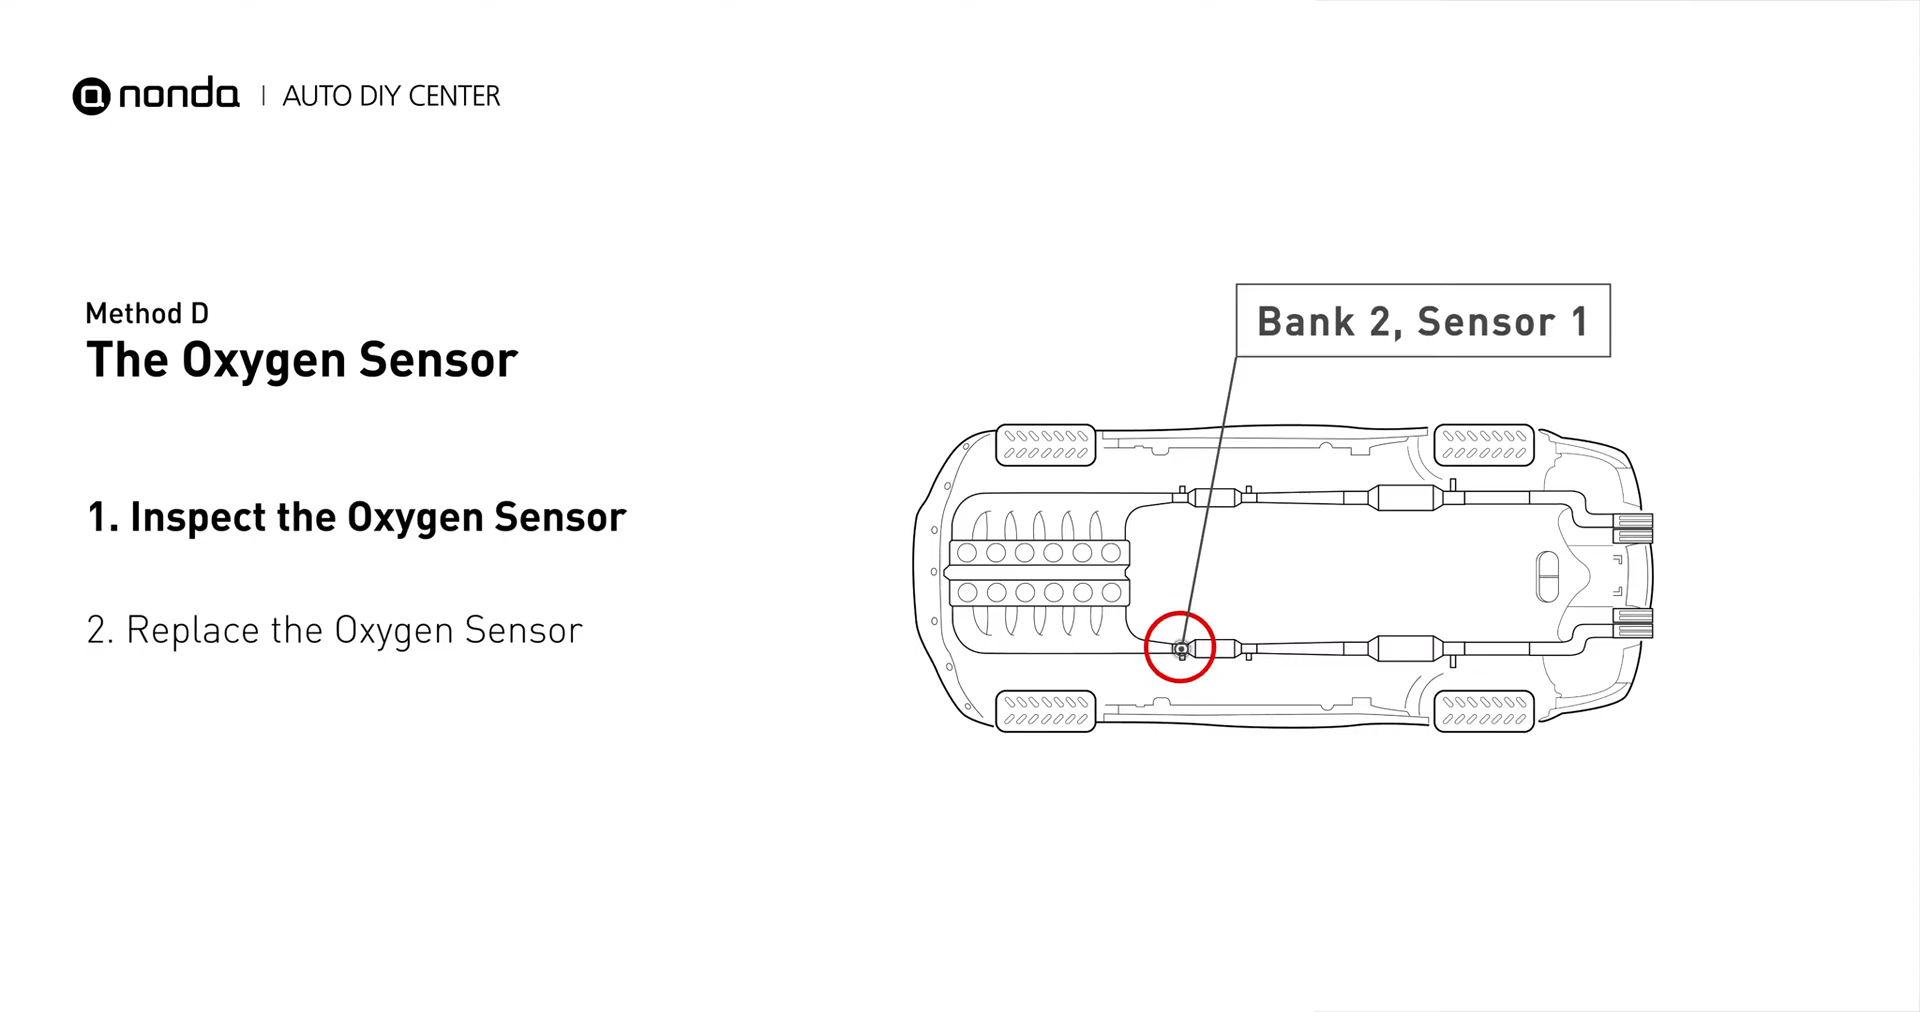 nonda | AUTO DIY CENTER
Method D
The Oxygen Sensor
1. Inspect the Oxygen Sensor
2. Replace the Oxygen Sensor
Bank 2, Sensor 1